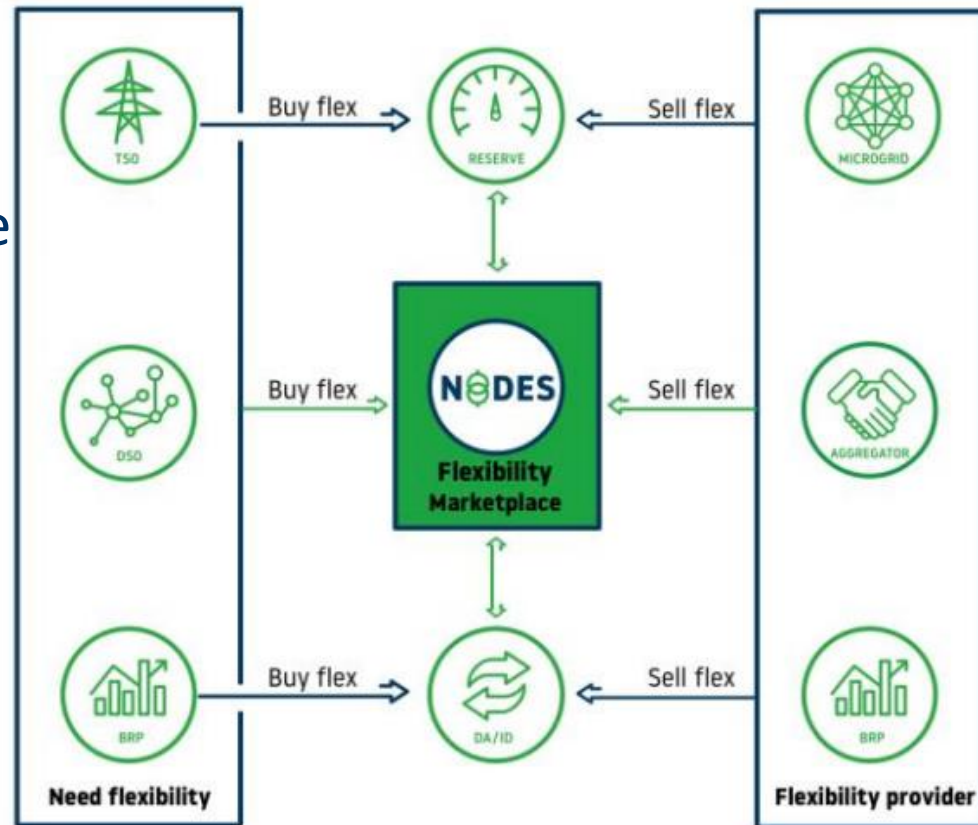 Buy flex
Sell flex
TSO
RESERVE
MICROGRID
e
NODES
Buy flex
Sell flex
DSO
Flexibility
Marketplace
AGGREGATOR
Buy flex
Sell flex
BRP
DA/ID
BRP
Need flexibility
Flexibility provider